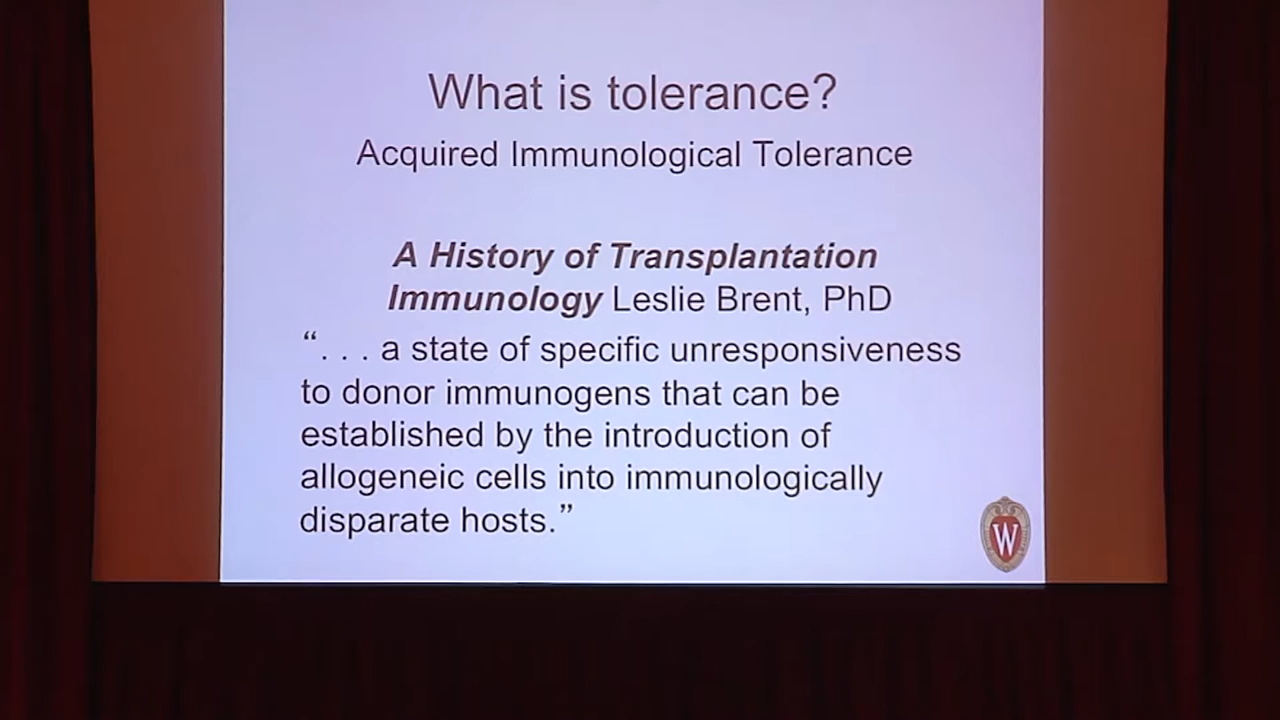 What is tolerance?
Acquired Immunological Tolerance
A History of Transplantation
Immunology Leslie Brent, PhD
“. . . a state of specific unresponsiveness
to donor immunogens that can be
established by the introduction of
allogeneic cells into immunologically
disparate hosts.”
W